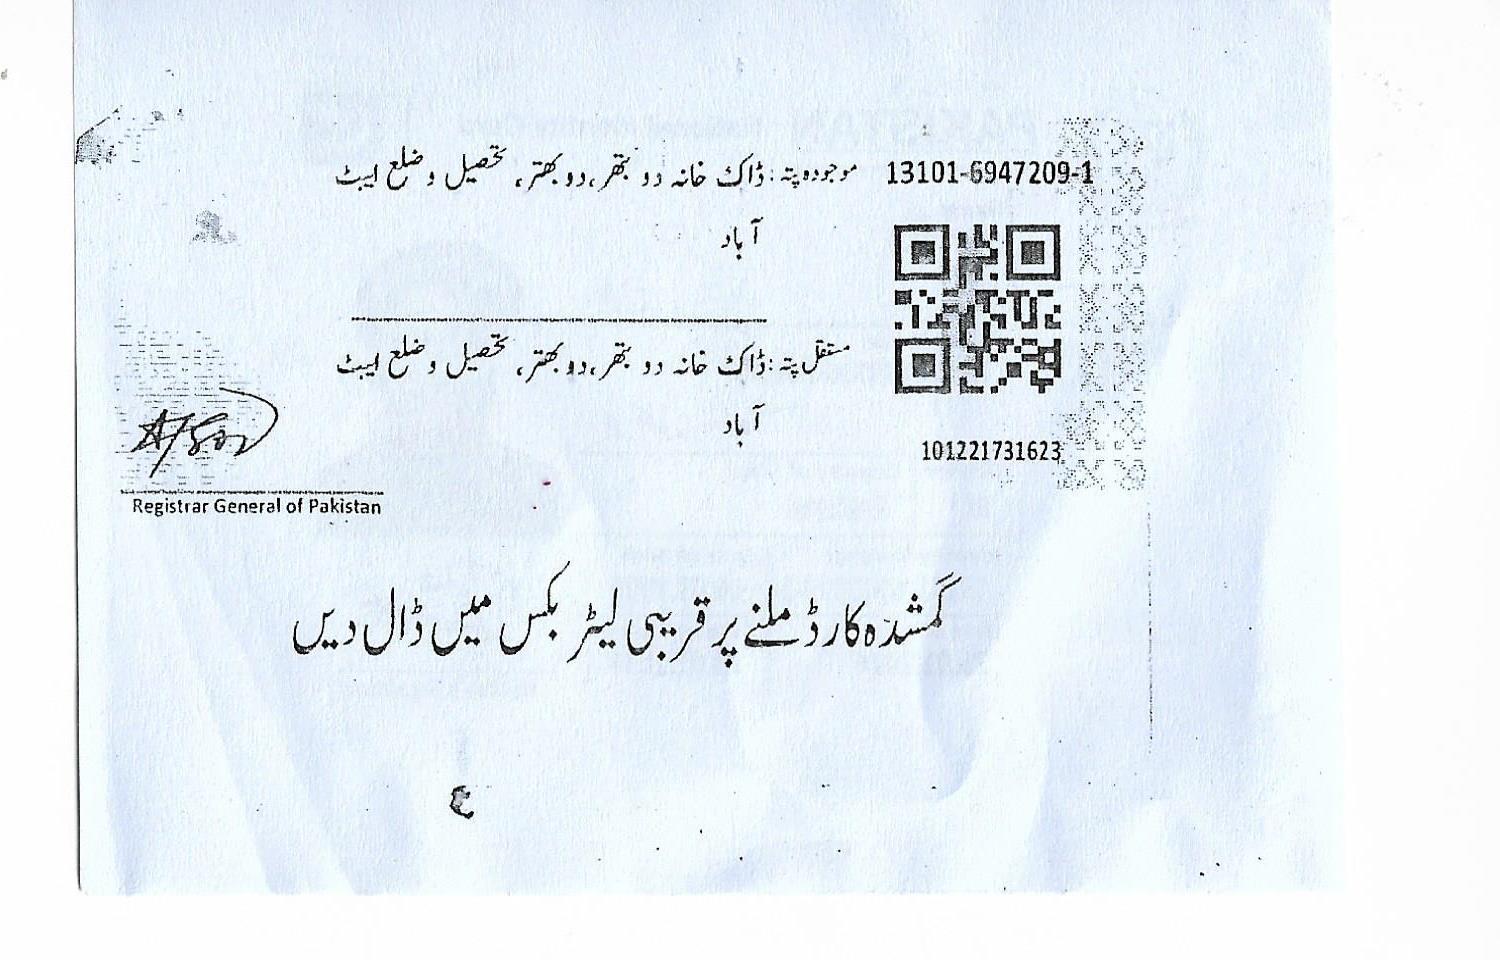 13101-6947209-1
موجودہ پتہ : ڈاک خانہ دو بتھر، دو بھتر، تحصیل و ضلع ایبٹ
آباد
مستقل پتہ : ڈاک خانہ دو بتھر، دو بھتر، تحصیل و ضلع ایبٹ
آباد
101221731623
Registrar General of Pakistan
گمشدہ کارڈ ملنے پر قریبی لیٹر بکس میں ڈال دیں